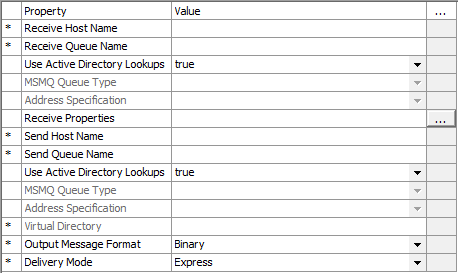 Property Value ...
* Receive Host Name
* Receive Queue Name
Use Active Directory Lookups true
MSMQ Queue Type
Address Specification
Receive Properties ...
* Send Host Name
* Send Queue Name
Use Active Directory Lookups true
MSMQ Queue Type
Address Specification
* Virtual Directory
* Output Message Format Binary
* Delivery Mode Express